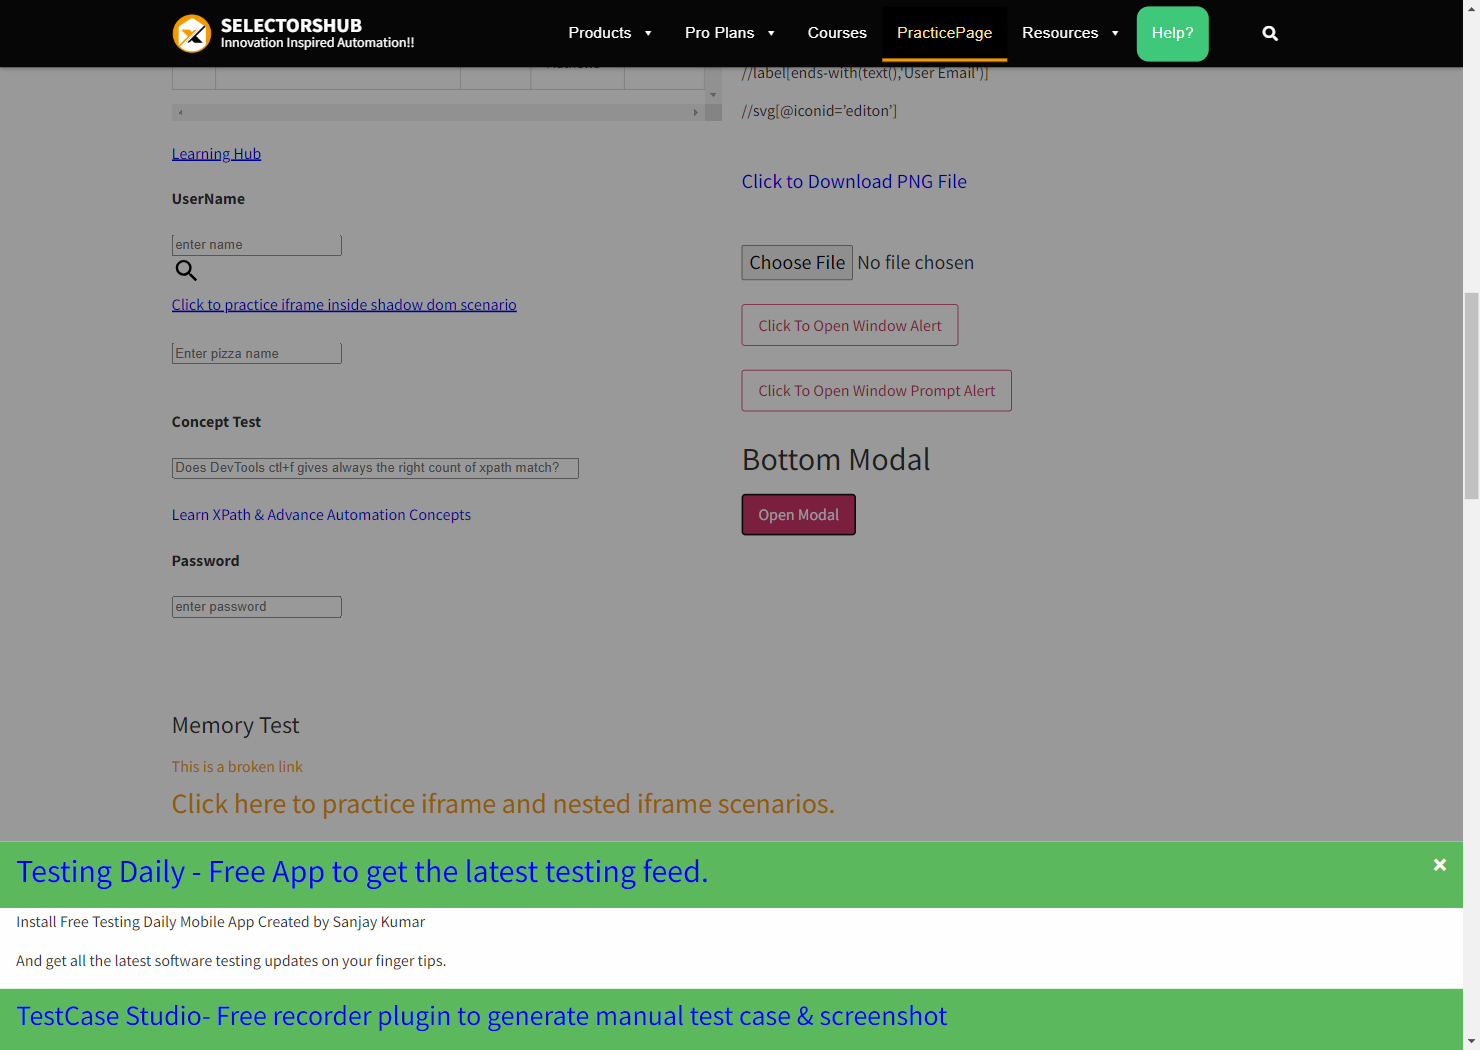 SELECTORSHUB
Innovation Inspired Automation!!
Products
Pro Plans
Courses
PracticePage
Resources
Help?
//label[ends-with(text(),'User Email')]
//svg[@iconid=’editon’]
Learning Hub
UserName
enter name
Click to practice iframe inside shadow dom scenario
Enter pizza name
Concept Test
Does DevTools ctl+f gives always the right count of xpath match?
Learn XPath & Advance Automation Concepts
Password
enter password
Click to Download PNG File
Choose File No file chosen
Click To Open Window Alert
Click To Open Window Prompt Alert
Bottom Modal
Open Modal
Memory Test
This is a broken link
Click here to practice iframe and nested iframe scenarios.
Testing Daily - Free App to get the latest testing feed.
Install Free Testing Daily Mobile App Created by Sanjay Kumar
And get all the latest software testing updates on your finger tips.
TestCase Studio- Free recorder plugin to generate manual test case & screenshot